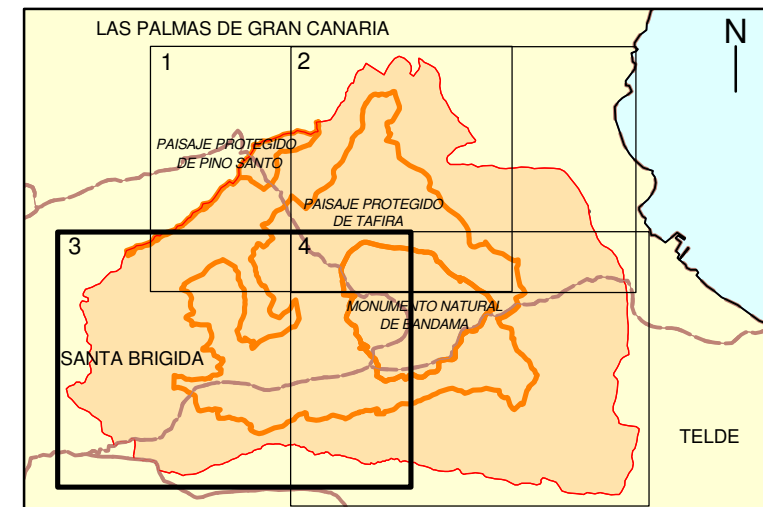 LAS PALMAS DE GRAN CANARIA
N
1
2
PAISAJE PROTEGIDO
DE PINO SANTO
PAISAJE PROTEGIDO
DE TAFIRA
3
4
MONUMENTO NATURAL
DE BANDAMA
SANTA BRIGIDA
TELDE